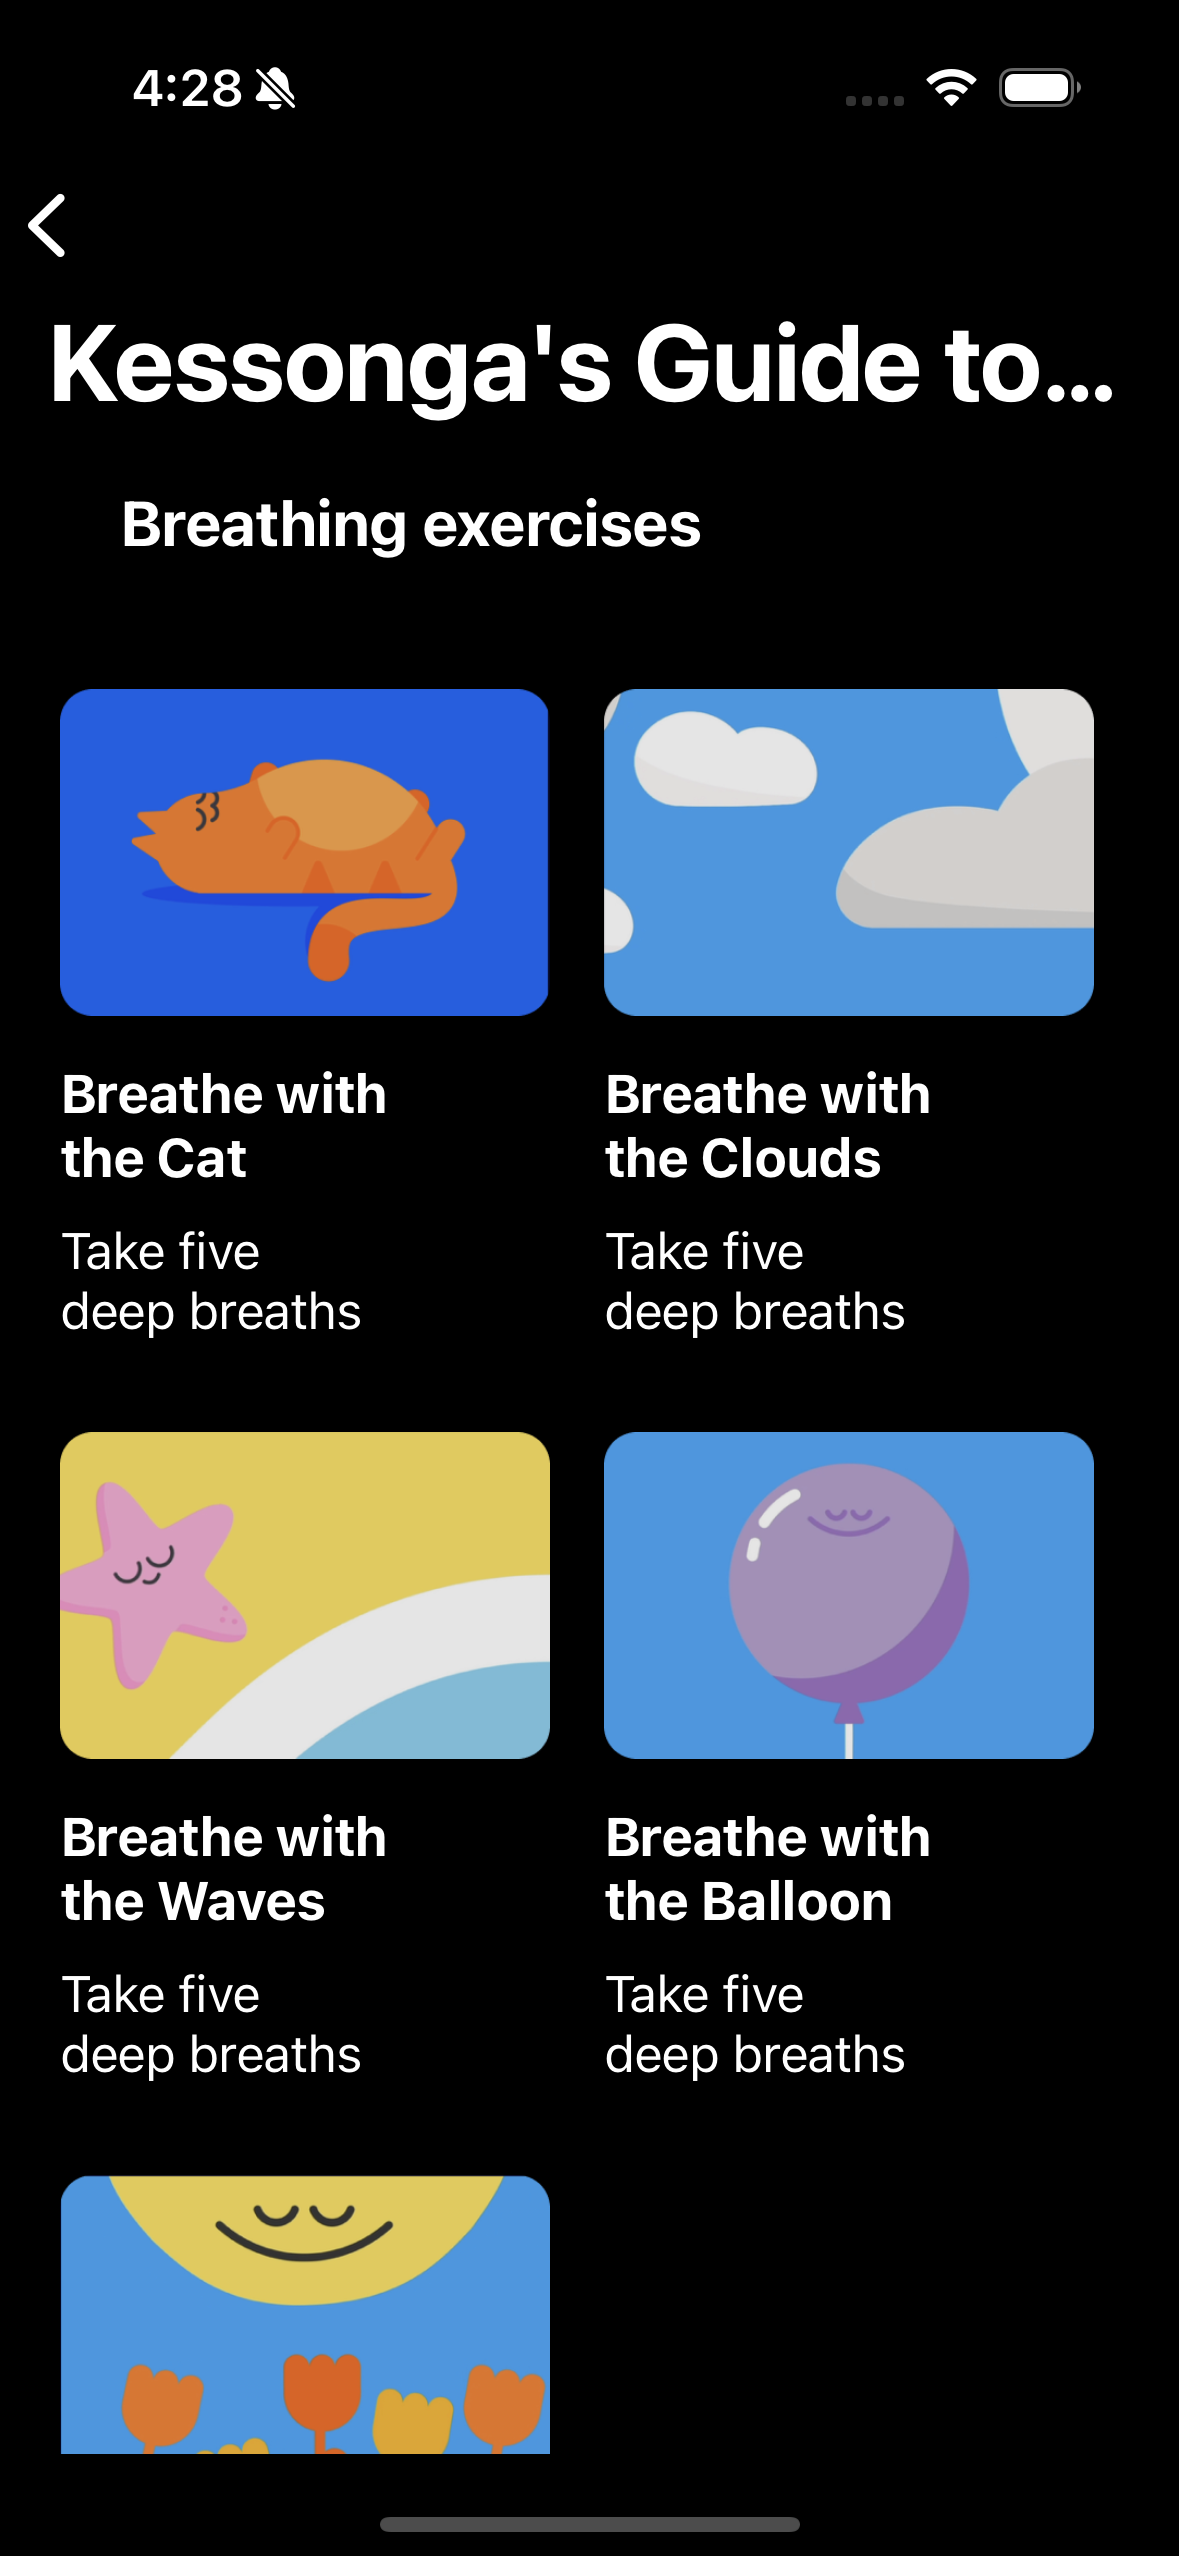 4:28
Kessonga's Guide to...
Breathing exercises
Breathe with
the Cat
Take five
deep breaths
Breathe with
the Clouds
Take five
deep breaths
Breathe with
the Waves
Take five
deep breaths
Breathe with
the Balloon
Take five
deep breaths